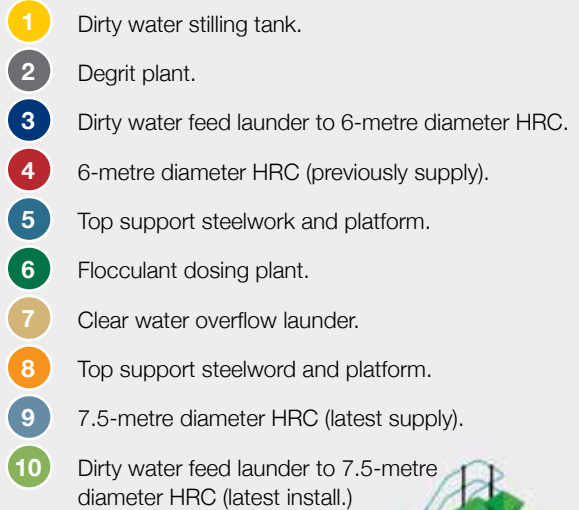 1 Dirty water stilling tank.
2 Degrit plant.
3 Dirty water feed launder to 6-metre diameter HRC.
4 6-metre diameter HRC (previously supply).
5 Top support steelwork and platform.
6 Flocculant dosing plant.
7 Clear water overflow launder.
8 Top support steelword and platform.
9 7.5-metre diameter HRC (latest supply).
10 Dirty water feed launder to 7.5-metre
diameter HRC (latest install.)